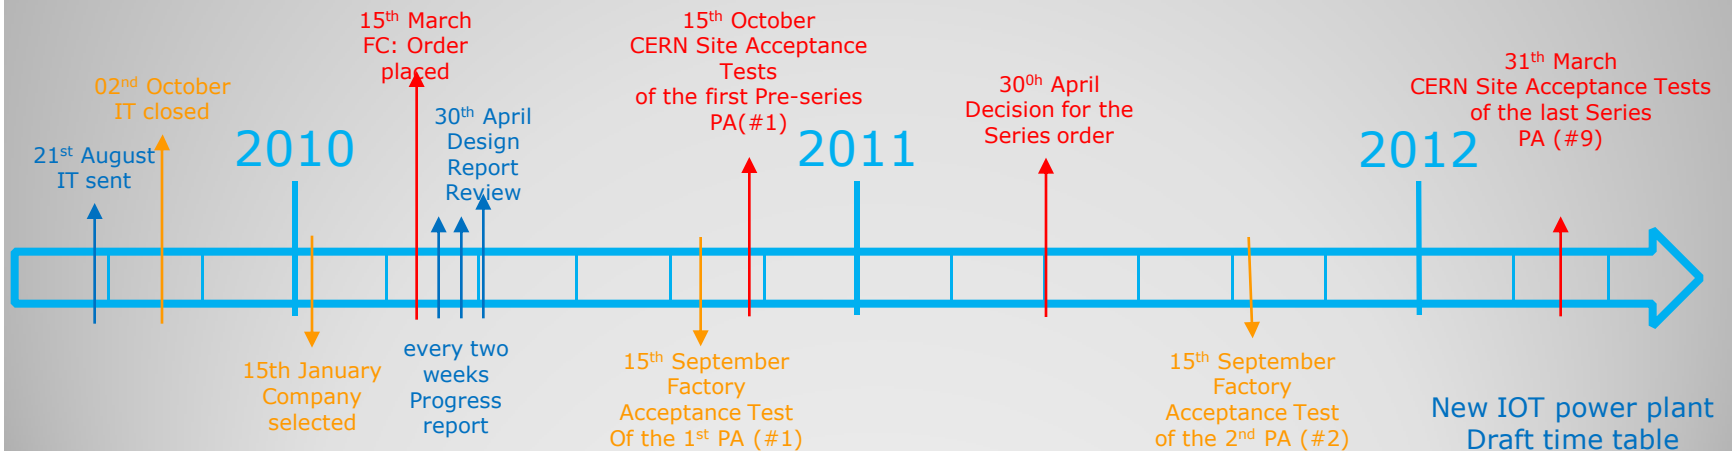 21st August
IT sent
02nd October
IT closed
2010
15th January
Company
selected
15th March
FC: Order
placed
every two
weeks
Progress
report
30th April
Design
Report
Review
15th September
Factory
Acceptance Test
Of the 1st PA (#1)
15th October
CERN Site Acceptance
Tests
of the first Pre-series
PA(#1)
2011
300h April
Decision for the
Series order
15th September
Factory
Acceptance Test
of the 2nd PA (#2)
2012
31th March
CERN Site Acceptance Tests
of the last Series
PA (#9)
New IOT power plant
Draft time table